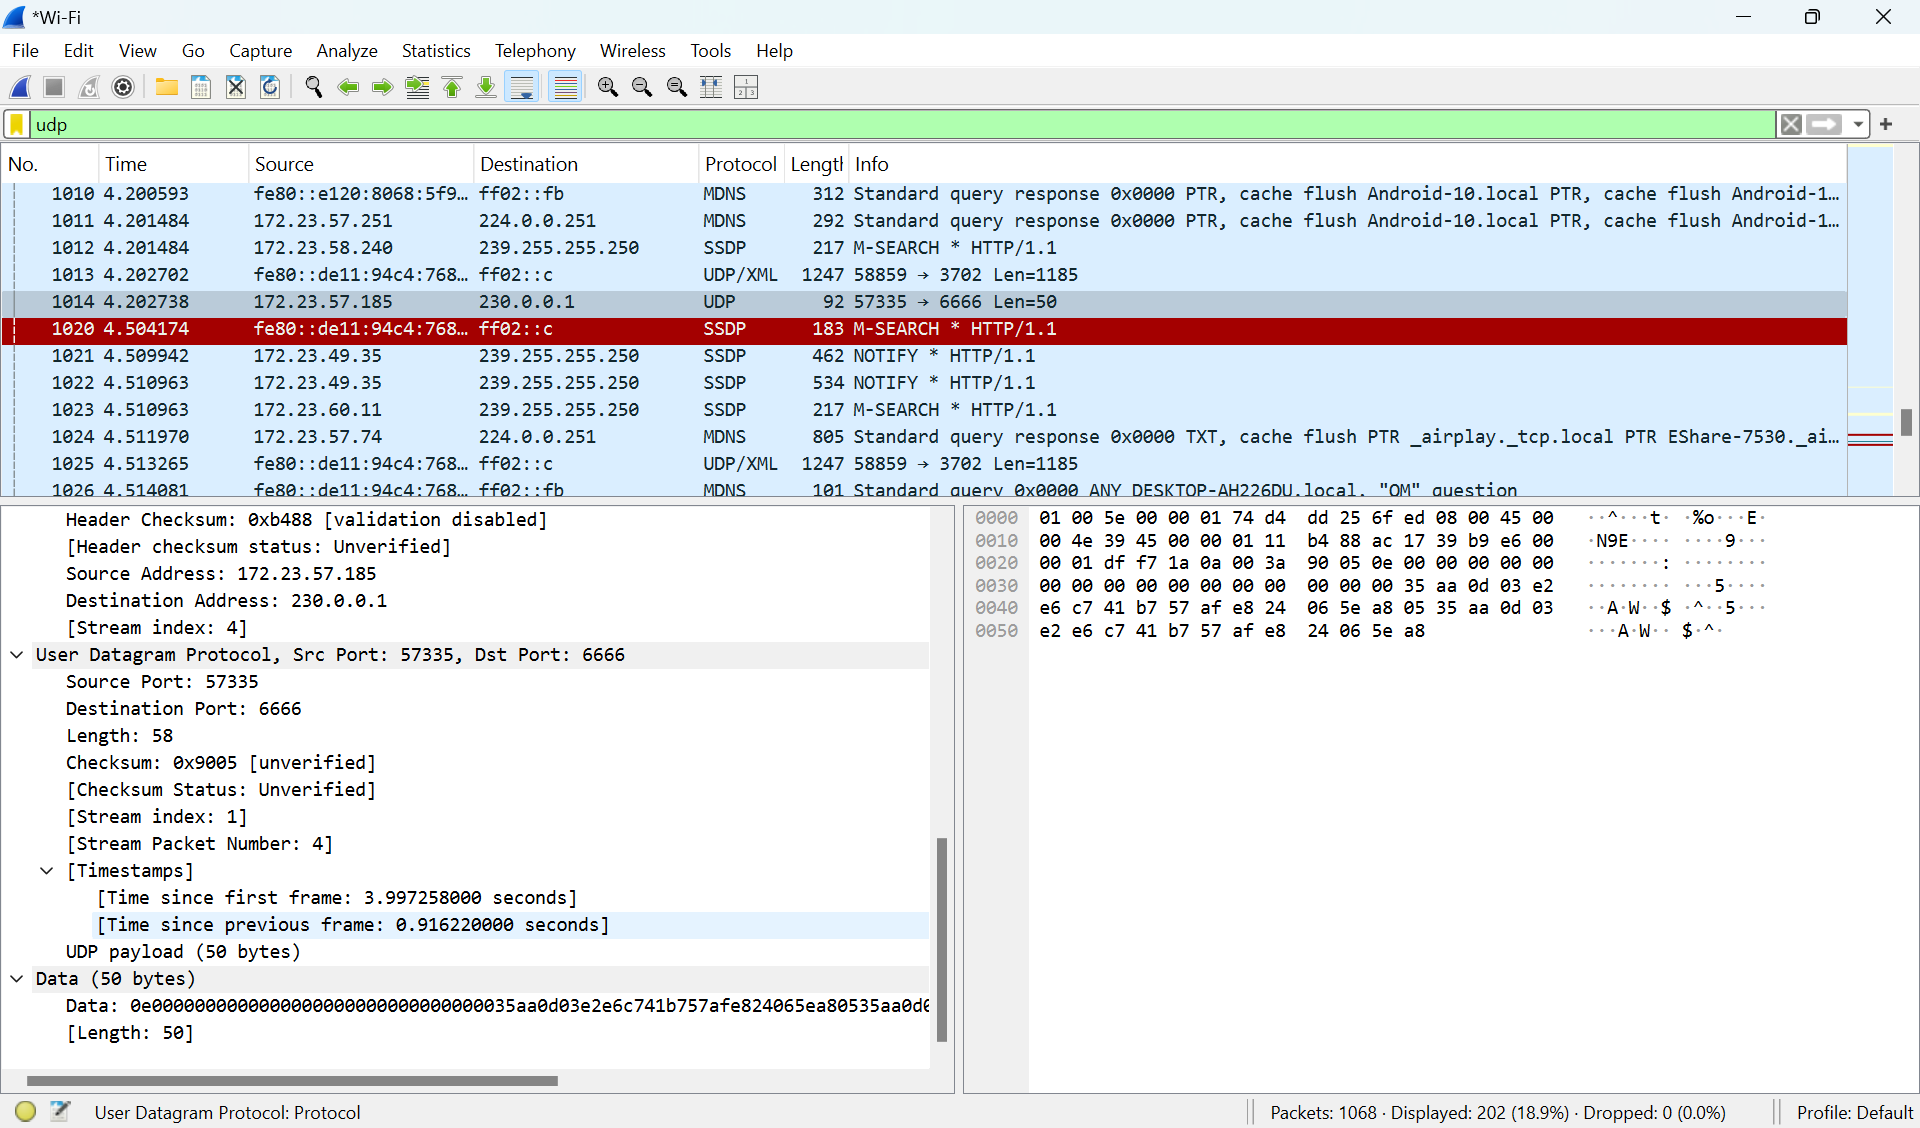 *Wi-Fi
File Edit View Go Capture Analyze Statistics Telephony Wireless Tools Help
udp
No. Time Source Destination Protocol Length Info
1010 4.200593 fe80::e120:8068:5f9… ff02::fb MDNS 312 Standard query response 0x0000 PTR, cache flush Android-10.local PTR, cache flush Android-1…
1011 4.201484 172.23.57.251 224.0.0.251 MDNS 292 Standard query response 0x0000 PTR, cache flush Android-10.local PTR, cache flush Android-1…
1012 4.201484 172.23.58.240 239.255.255.250 SSDP 217 M-SEARCH * HTTP/1.1
1013 4.202702 fe80::de11:94c4:768… ff02::c UDP/XML 1247 58859 → 3702 Len=1185
1014 4.202738 172.23.57.185 230.0.0.1 UDP 92 57335 → 6666 Len=50
1020 4.504174 fe80::de11:94c4:768… ff02::c SSDP 183 M-SEARCH * HTTP/1.1
1021 4.509942 172.23.49.35 239.255.255.250 SSDP 462 NOTIFY * HTTP/1.1
1022 4.510963 172.23.49.35 239.255.255.250 SSDP 534 NOTIFY * HTTP/1.1
1023 4.510963 172.23.60.11 239.255.255.250 SSDP 217 M-SEARCH * HTTP/1.1
1024 4.511970 172.23.57.74 224.0.0.251 MDNS 805 Standard query response 0x0000 TXT, cache flush PTR _airplay._tcp.local PTR EShare-7530._ai…
1025 4.513265 fe80::de11:94c4:768… ff02::c UDP/XML 1247 58859 → 3702 Len=1185
1026 4.514081 fe80::de11:94c4:768… ff02::fb MDNS 101 Standard query 0x0000 ANY DESKTOP-AH226DU.local, "QM" question
Header Checksum: 0xb488 [validation disabled]
[Header checksum status: Unverified]
Source Address: 172.23.57.185
Destination Address: 230.0.0.1
[Stream index: 4]
User Datagram Protocol, Src Port: 57335, Dst Port: 6666
Source Port: 57335
Destination Port: 6666
Length: 58
Checksum: 0x9005 [unverified]
[Checksum Status: Unverified]
[Stream index: 1]
[Stream Packet Number: 4]
[Timestamps]
[Time since first frame: 3.997258000 seconds]
[Time since previous frame: 0.916220000 seconds]
UDP payload (50 bytes)
Data (50 bytes)
Data: 0e00000000000000000000000000000035aa0d03e2e6c741b757afe824065ea80535aa0d0
[Length: 50]
0000 01 00 5e 00 00 01 74 d4 dd 25 6f ed 08 00 45 00 ··^···t· ·%o···E·
0010 00 4e 39 45 00 00 01 11 b4 88 ac 17 39 b9 e6 00 ·N9E···· ····9···
0020 00 01 df f7 1a 0a 00 3a 90 05 0e 00 00 00 00 00 ·······: ········
0030 00 00 00 00 00 00 00 00 00 00 00 35 aa 0d 03 e2 ········ ···5····
0040 e6 c7 41 b7 57 af e8 24 06 5e a8 05 35 aa 0d 03 ··A·W··$ ·^··5···
0050 e2 e6 c7 41 b7 57 af e8 24 06 5e a8 ···A·W·· $·^·
User Datagram Protocol: Protocol
Packets: 1068 · Displayed: 202 (18.9%) · Dropped: 0 (0.0%)
Profile: Default